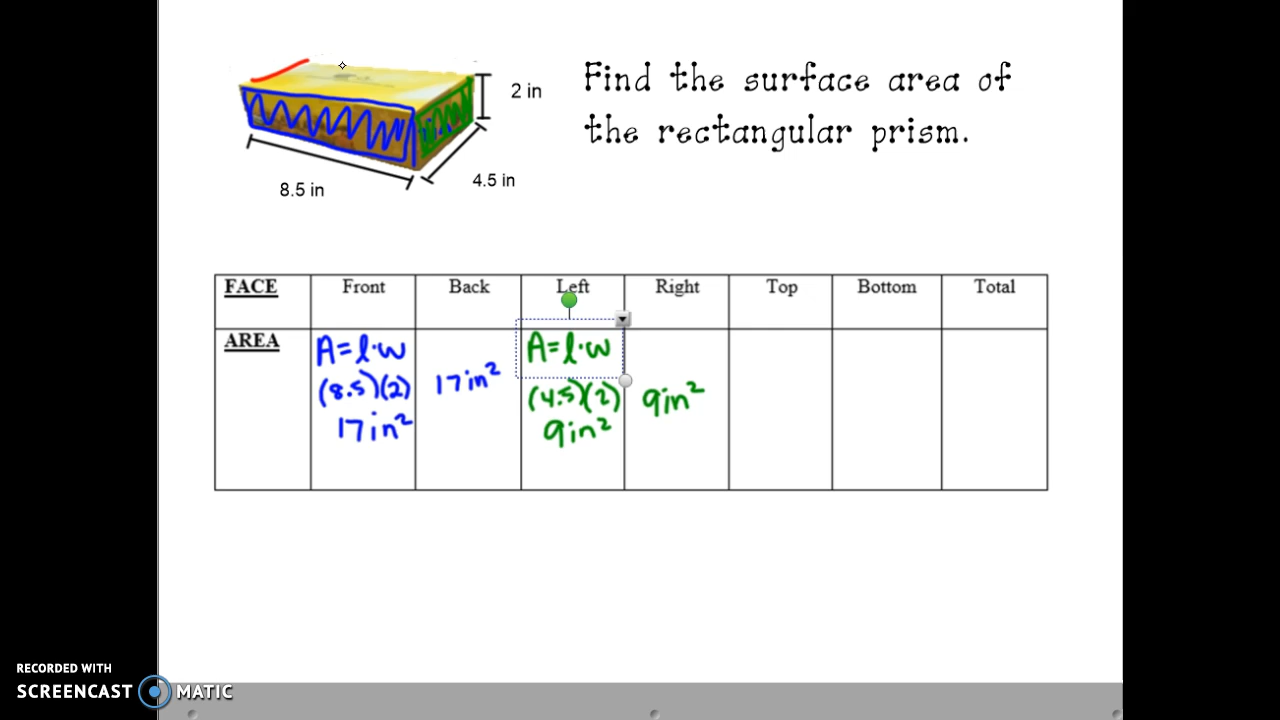 Find the surface area of
the rectangular prism.
2 in
4.5 in
8.5 in
FACE Front Back Left Right Top Bottom Total
AREA A=l·w A=l·w
(8.5)(2) 17in² (4.5)(2) 9in²
17in² 9in²
RECORDED WITH
SCREENCAST MATIC